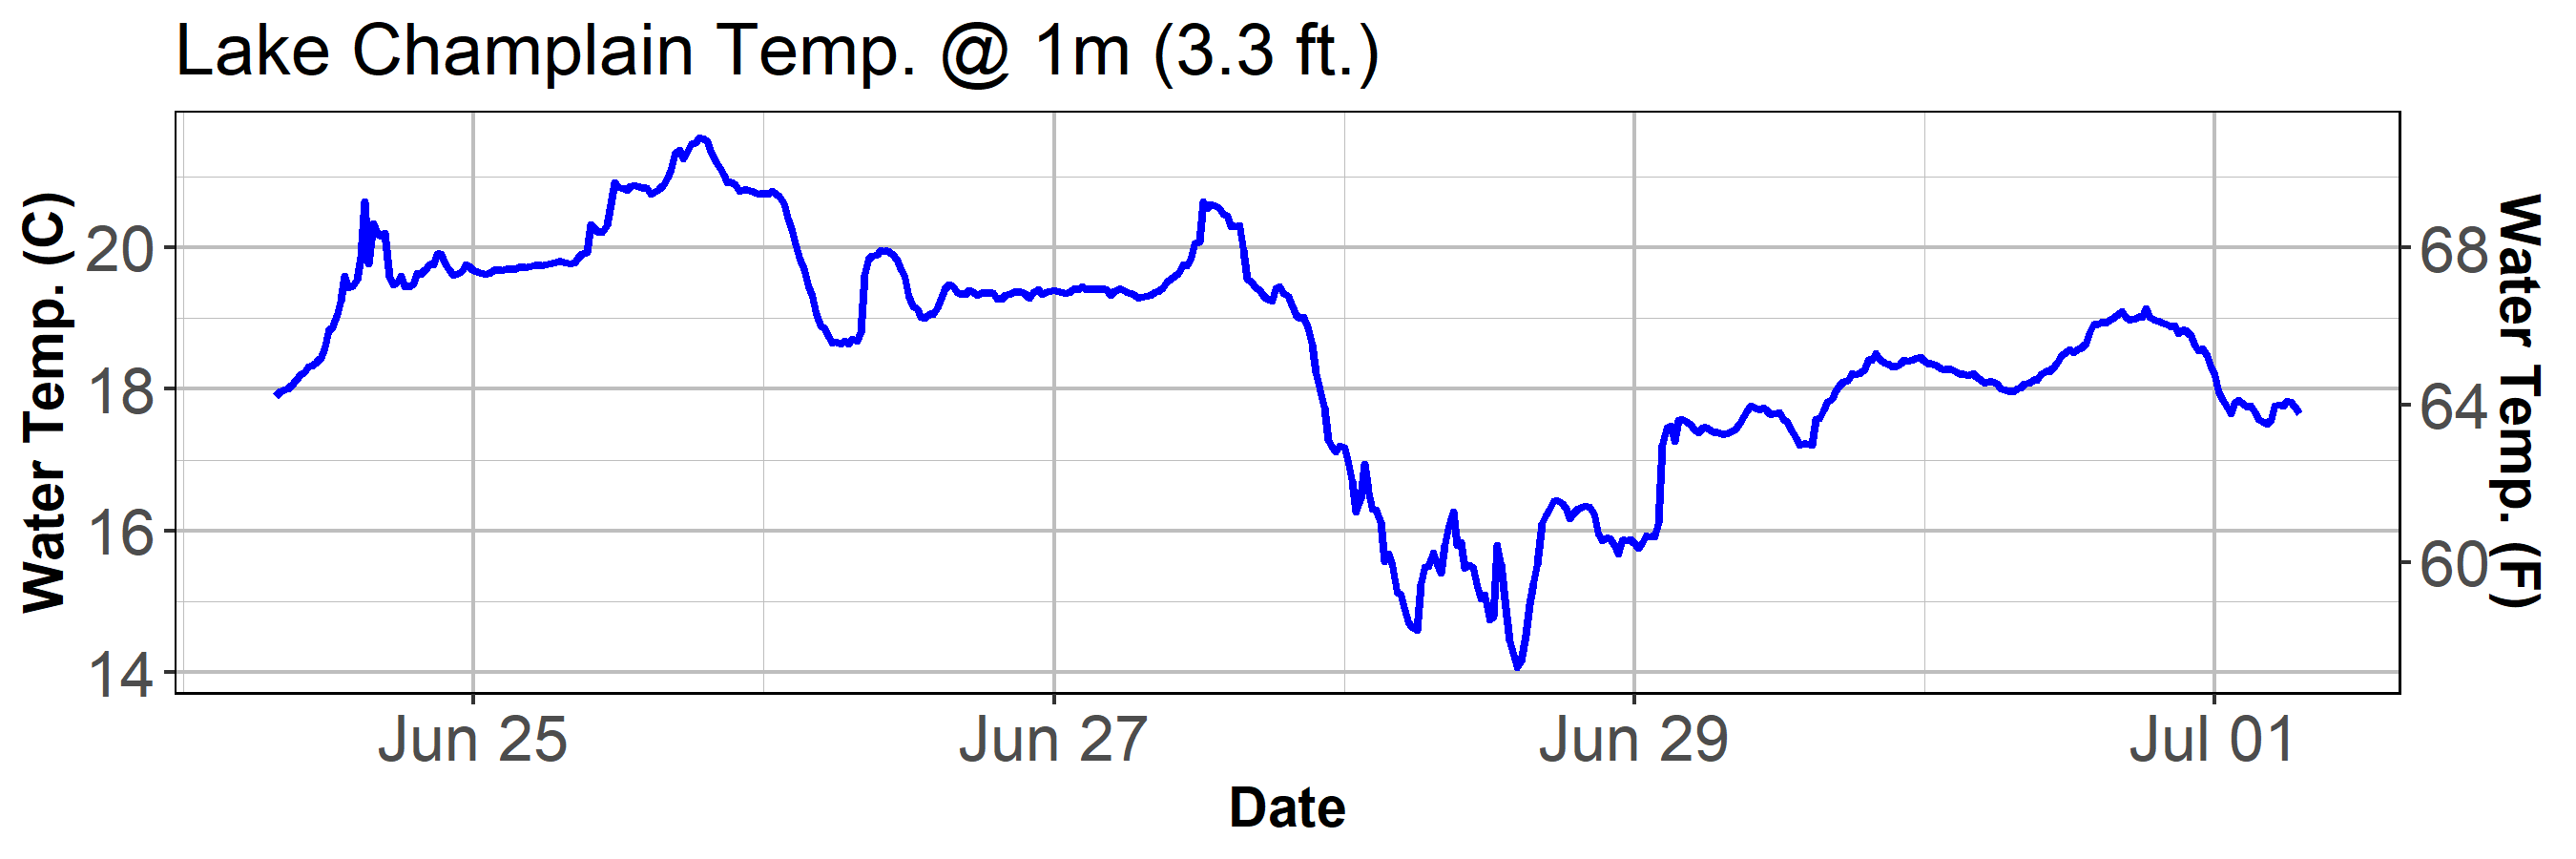 Lake Champlain Temp. @ 1m (3.3 ft.)
Water Temp. (C)
20
18
16
14
68
64
60
Water Temp. (F)
Jun 25
Jun 27
Jun 29
Jul 01
Date